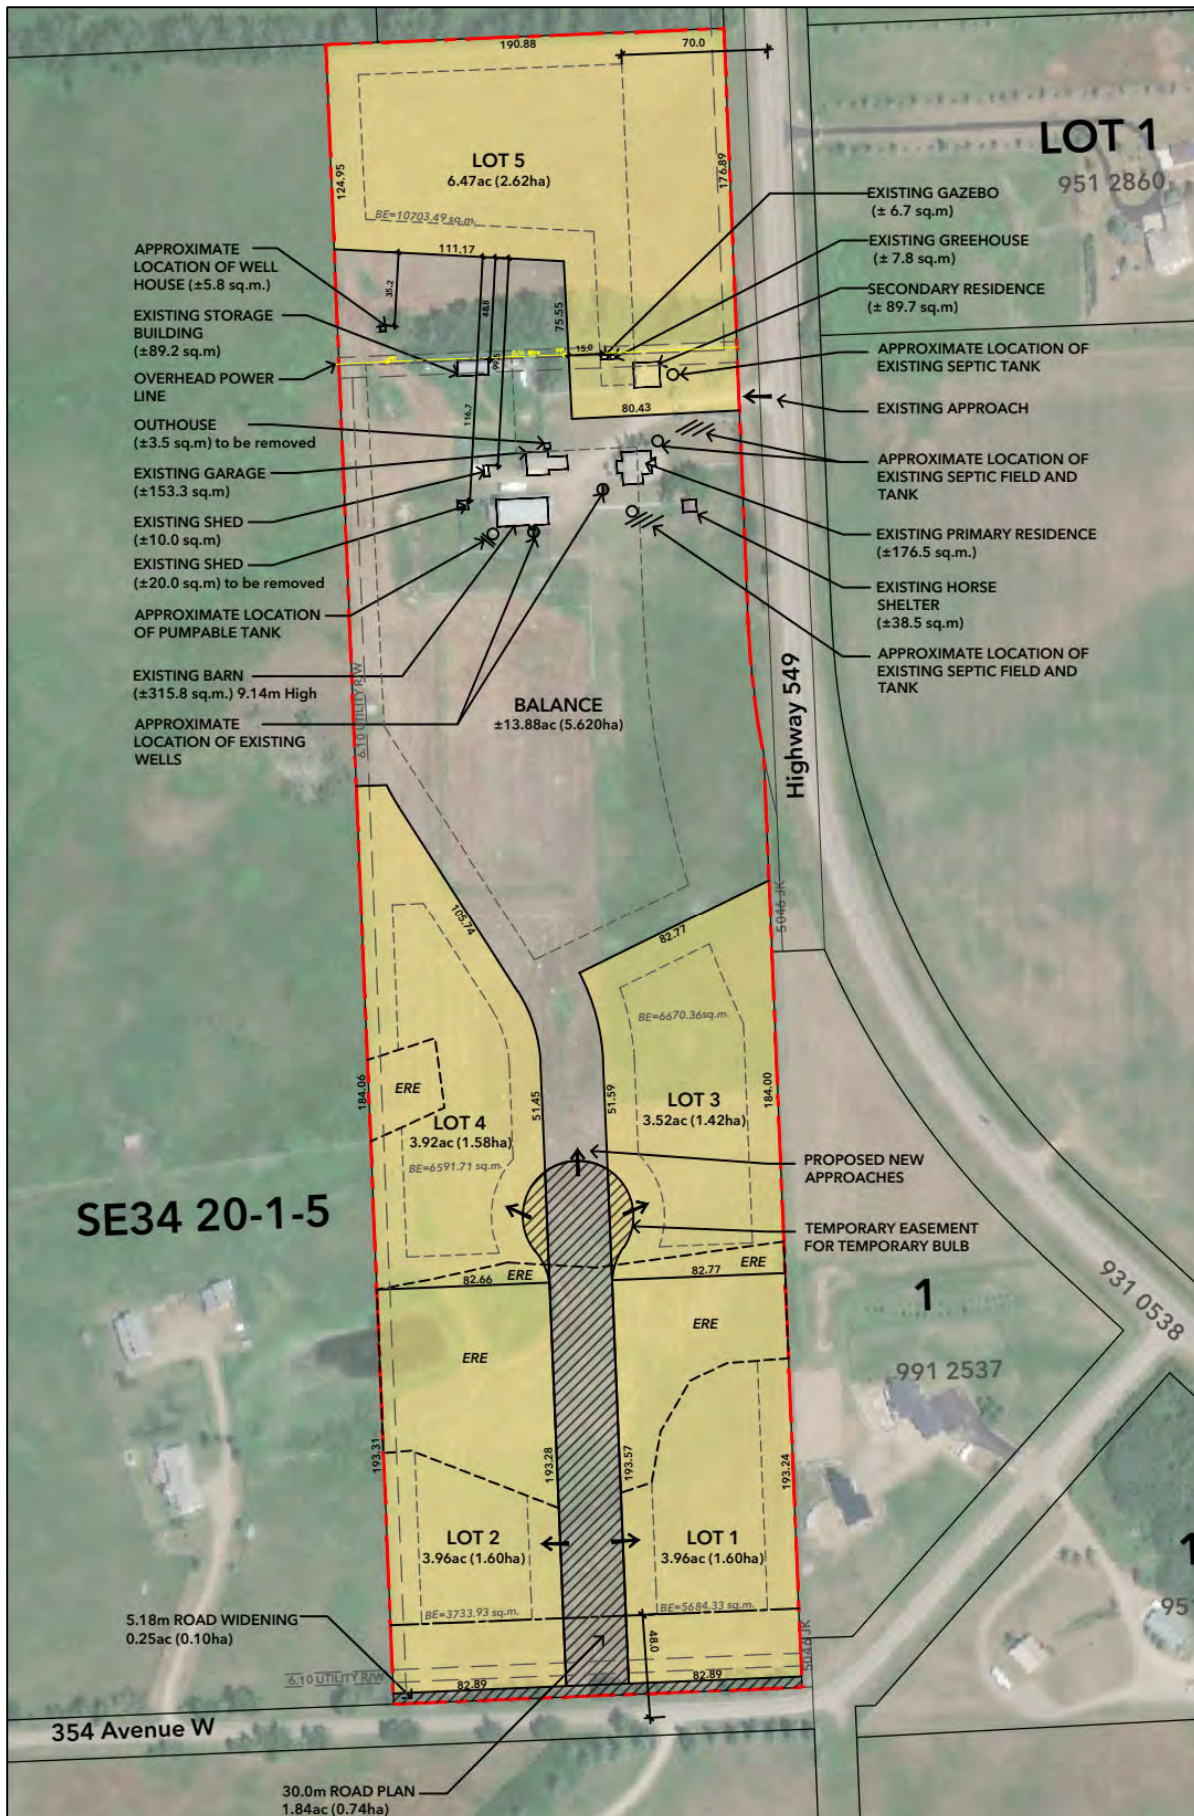 190.88
70.0
LOT 1
951 2860
LOT 5
6.47ac (2.62ha)
124.95
176.89
BE=10703.49 sq.m.
111.17
EXISTING GAZEBO
(± 6.7 sq.m)
EXISTING GREEHOUSE
(± 7.8 sq.m)
SECONDARY RESIDENCE
(± 89.7 sq.m)
APPROXIMATE LOCATION OF
EXISTING SEPTIC TANK
EXISTING APPROACH
APPROXIMATE LOCATION OF
EXISTING SEPTIC FIELD AND
TANK
EXISTING PRIMARY RESIDENCE
(±176.5 sq.m.)
EXISTING HORSE
SHELTER
(±38.5 sq.m)
APPROXIMATE LOCATION OF
EXISTING SEPTIC FIELD AND
TANK
APPROXIMATE
LOCATION OF WELL
HOUSE (±5.8 sq.m.)
EXISTING STORAGE
BUILDING
(±89.2 sq.m)
OVERHEAD POWER
LINE
OUTHOUSE
(±3.5 sq.m) to be removed
EXISTING GARAGE
(±153.3 sq.m)
EXISTING SHED
(±10.0 sq.m)
EXISTING SHED
(±20.0 sq.m) to be removed
APPROXIMATE LOCATION
OF PUMPABLE TANK
EXISTING BARN
(±315.8 sq.m.) 9.14m High
APPROXIMATE
LOCATION OF EXISTING
WELLS
35.2
48.8
99.5
116.7
75.55
15.0
80.43
6.10 UTILITY R/W
BALANCE
±13.88ac (5.620ha)
Highway 549
5046 JK
105.74
82.77
BE=6670.36sq.m.
ERE
184.06
51.45
51.59
184.00
LOT 4
3.92ac (1.58ha)
BE=6591.71 sq.m.
LOT 3
3.52ac (1.42ha)
PROPOSED NEW
APPROACHES
TEMPORARY EASEMENT
FOR TEMPORARY BULB
SE34 20-1-5
82.66
ERE
82.77
ERE
1
991 2537
931 0538
ERE
ERE
193.31
193.28
193.57
193.24
LOT 2
3.96ac (1.60ha)
LOT 1
3.96ac (1.60ha)
BE=3733.93 sq.m.
BE=5684.33 sq.m.
48.0
1
951
5046 JK
5.18m ROAD WIDENING
0.25ac (0.10ha)
6.10 UTILITY R/W
82.89
82.89
354 Avenue W
30.0m ROAD PLAN
1.84ac (0.74ha)